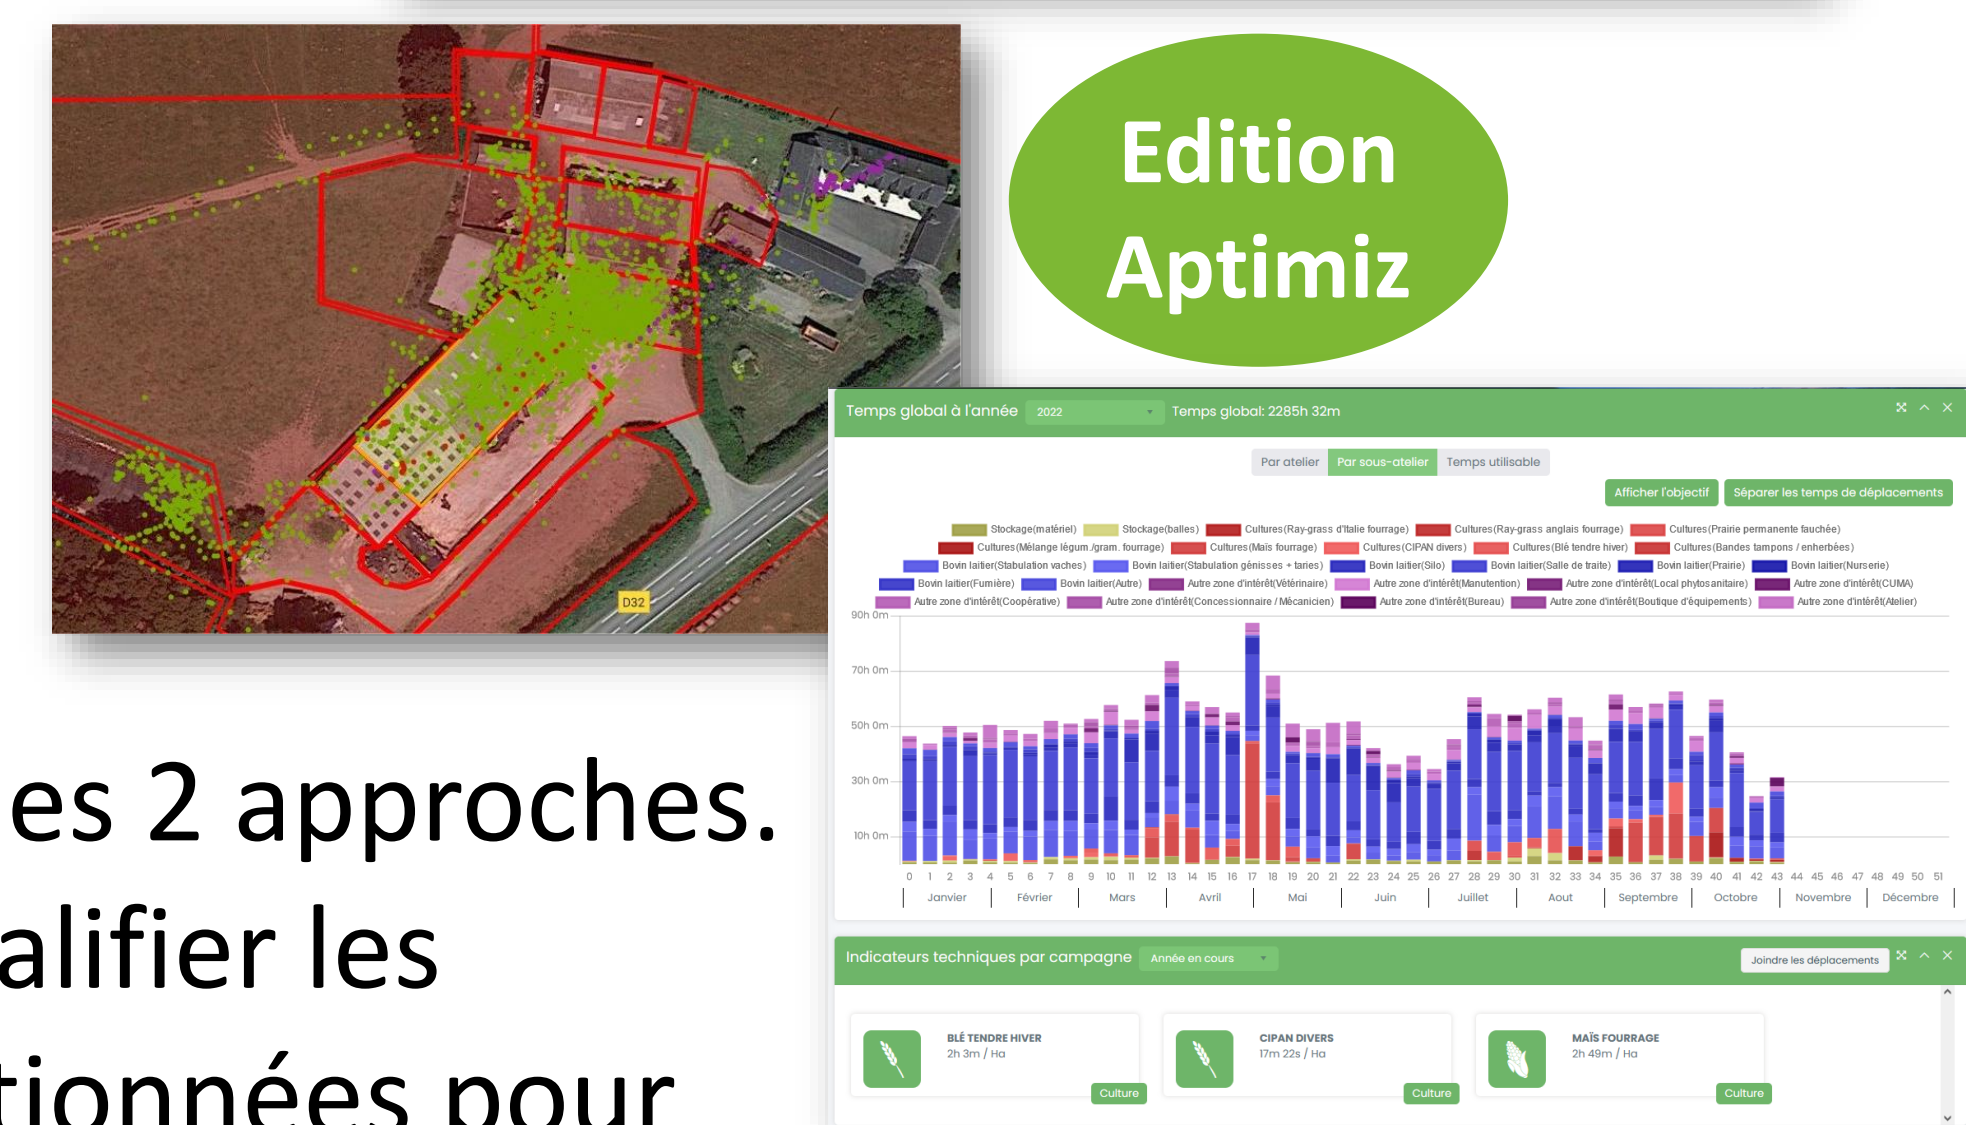 Edition
Aptimiz
D32
es 2 approches.
alifier les
tionnées pour
Temps global à l'année 2022 Temps global: 2285h 32m
Par atelier Par sous-atelier Temps utilisable
Afficher l'objectif Séparer les temps de déplacements
Stockage(matériel) Stockage(balles) Cultures(Ray-grass d'Italie fourrage) Cultures(Ray-grass anglais fourrage) Cultures(Prairie permanente fauchée)
Cultures(Mélange légum./gram. fourrage) Cultures(Maïs fourrage) Cultures(CIPAN divers) Cultures(Blé tendre hiver) Cultures(Bandes tampons / enherbées)
Bovin laitier(Stabulation vaches) Bovin laitier(Stabulation génisses + taries) Bovin laitier(Silo) Bovin laitier(Salle de traite) Bovin laitier(Prairie) Bovin laitier(Nurserie)
Bovin laitier(Fumière) Bovin laitier(Autre) Autre zone d'intérêt(Vétérinaire) Autre zone d'intérêt(Manutention) Autre zone d'intérêt(Local phytosanitaire) Autre zone d'intérêt(CUMA)
Autre zone d'intérêt(Coopérative) Autre zone d'intérêt(Concessionnaire / Mécanicien) Autre zone d'intérêt(Bureau) Autre zone d'intérêt(Boutique d'équipements) Autre zone d'intérêt(Atelier)
90h 0m
70h 0m
50h 0m
30h 0m
10h 0m
0 1 2 3 4 5 6 7 8 9 10 11 12 13 14 15 16 17 18 19 20 21 22 23 24 25 26 27 28 29 30 31 32 33 34 35 36 37 38 39 40 41 42 43 44 45 46 47 48 49 50 51
Janvier Février Mars Avril Mai Juin Juillet Aout Septembre Octobre Novembre Décembre
Indicateurs techniques par campagne Année en cours Joindre les déplacements
BLÉ TENDRE HIVER CIPAN DIVERS MAÏS FOURRAGE
2h 3m / Ha 17m 22s / Ha 2h 49m / Ha
Culture Culture Culture